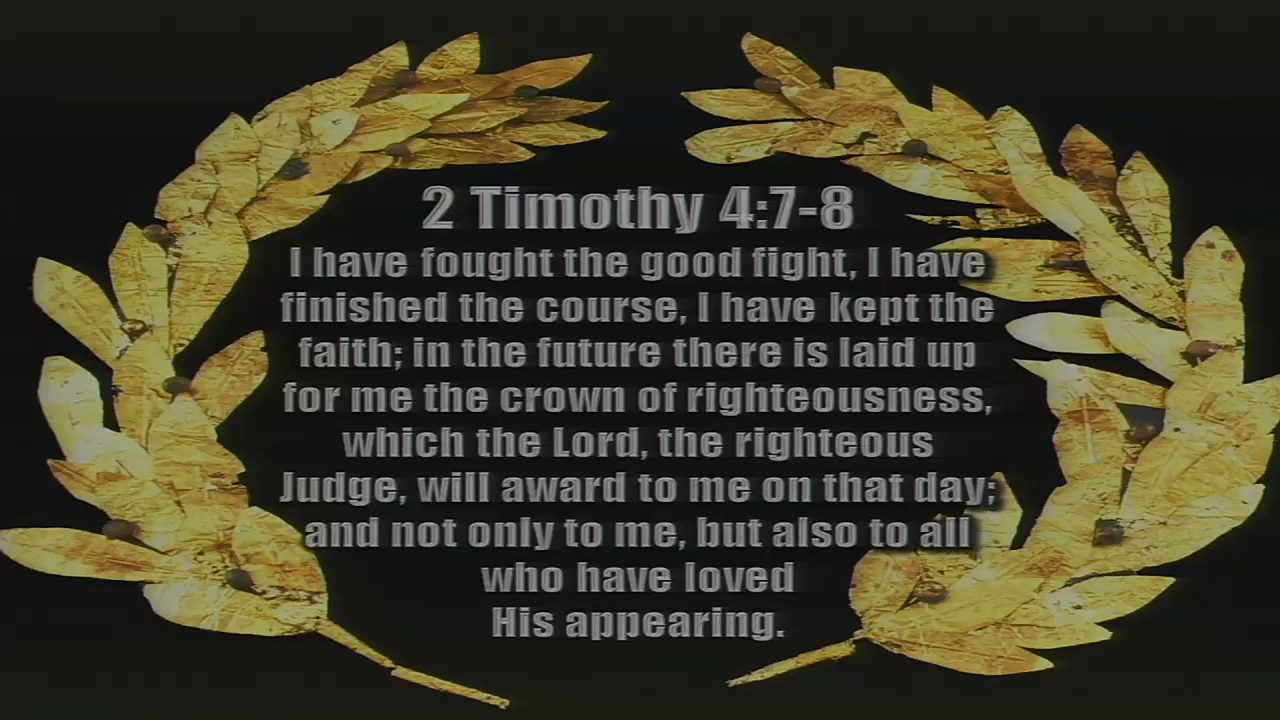 2 Timothy 4:7-8
I have fought the good fight, I have
finished the course, I have kept the
faith; in the future there is laid up
for me the crown of righteousness,
which the Lord, the righteous
Judge, will award to me on that day;
and not only to me, but also to all
who have loved
His appearing.